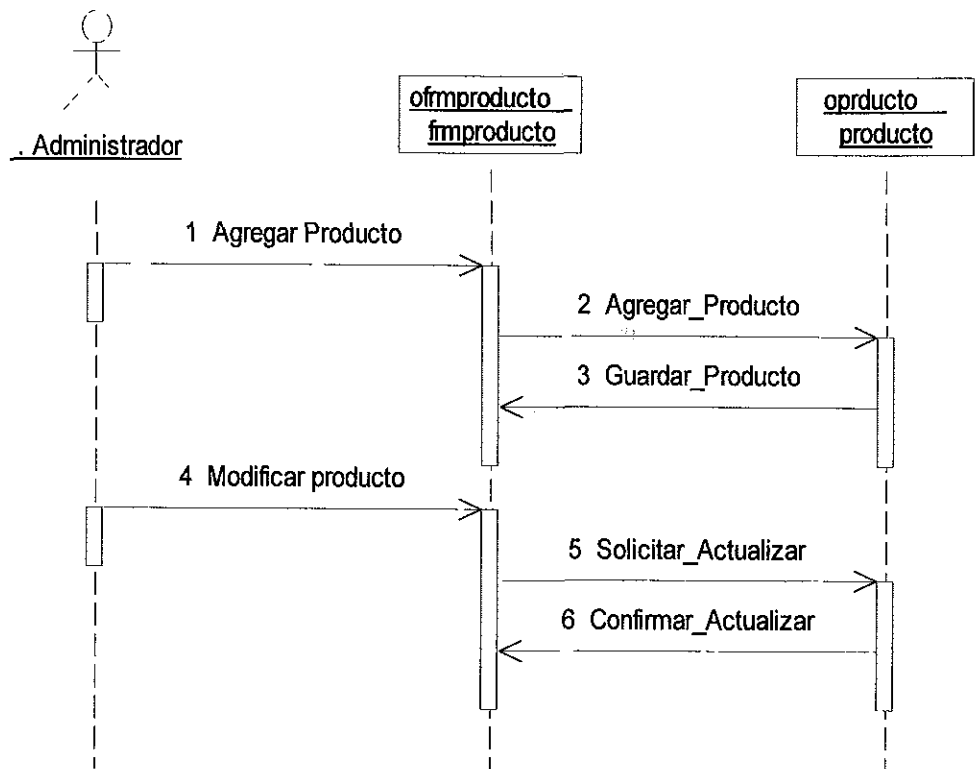 . Administrador
ofrmproducto _
frmproducto
oprducto _
producto
1 Agregar Producto
2 Agregar_Producto
3 Guardar_Producto
4 Modificar producto
5 Solicitar_Actualizar
6 Confirmar_Actualizar